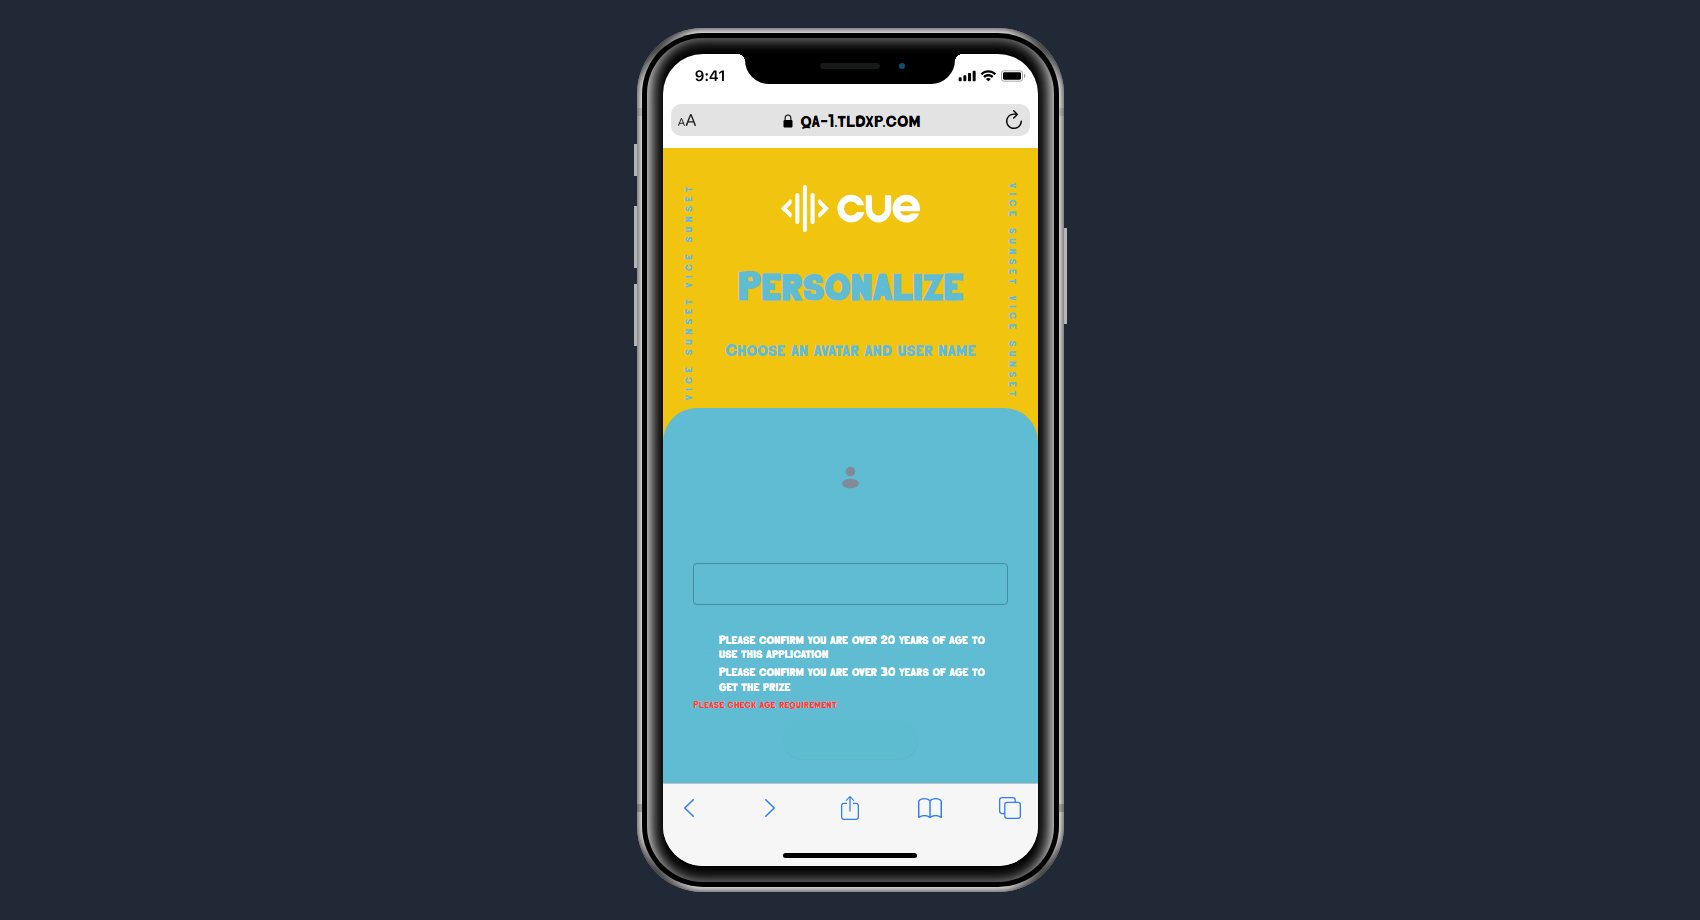 9:41
AA
QA-1.TLDXP.COM
cue
VICE SUNSET VICE SUNSET
VICE SUNSET VICE SUNSET
Personalize
Choose an avatar and user name
Please confirm you are over 20 years of age to
use this application
Please confirm you are over 30 years of age to
get the prize
Please check age requirement